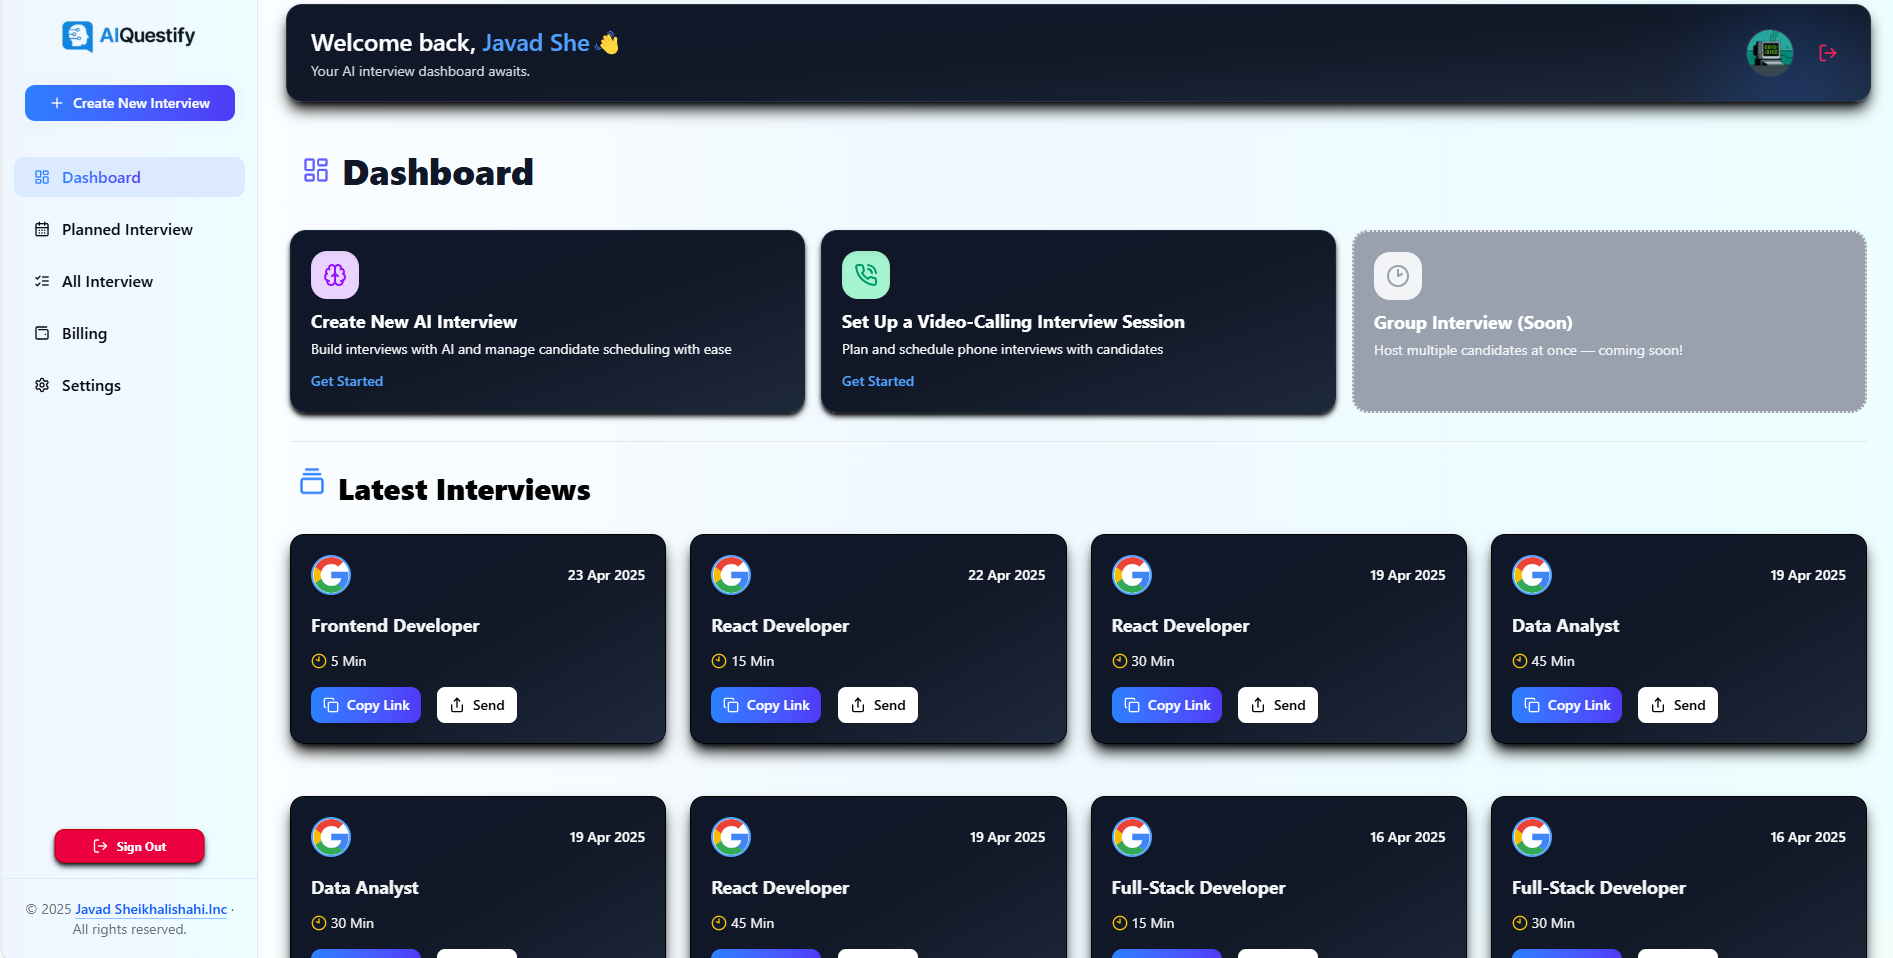 AIQuestify
Create New Interview
Dashboard
Planned Interview
All Interview
Billing
Settings
Sign Out
© 2025 Javad Sheikhalishahi.Inc ·
All rights reserved.
Welcome back, Javad She 👋
Your AI interview dashboard awaits.
Dashboard
Create New AI Interview
Build interviews with AI and manage candidate scheduling with ease
Get Started
Set Up a Video-Calling Interview Session
Plan and schedule phone interviews with candidates
Get Started
Group Interview (Soon)
Host multiple candidates at once — coming soon!
Latest Interviews
23 Apr 2025
Frontend Developer
5 Min
Copy Link
Send
22 Apr 2025
React Developer
15 Min
Copy Link
Send
19 Apr 2025
React Developer
30 Min
Copy Link
Send
19 Apr 2025
Data Analyst
45 Min
Copy Link
Send
19 Apr 2025
Data Analyst
30 Min
19 Apr 2025
React Developer
45 Min
16 Apr 2025
Full-Stack Developer
15 Min
16 Apr 2025
Full-Stack Developer
30 Min